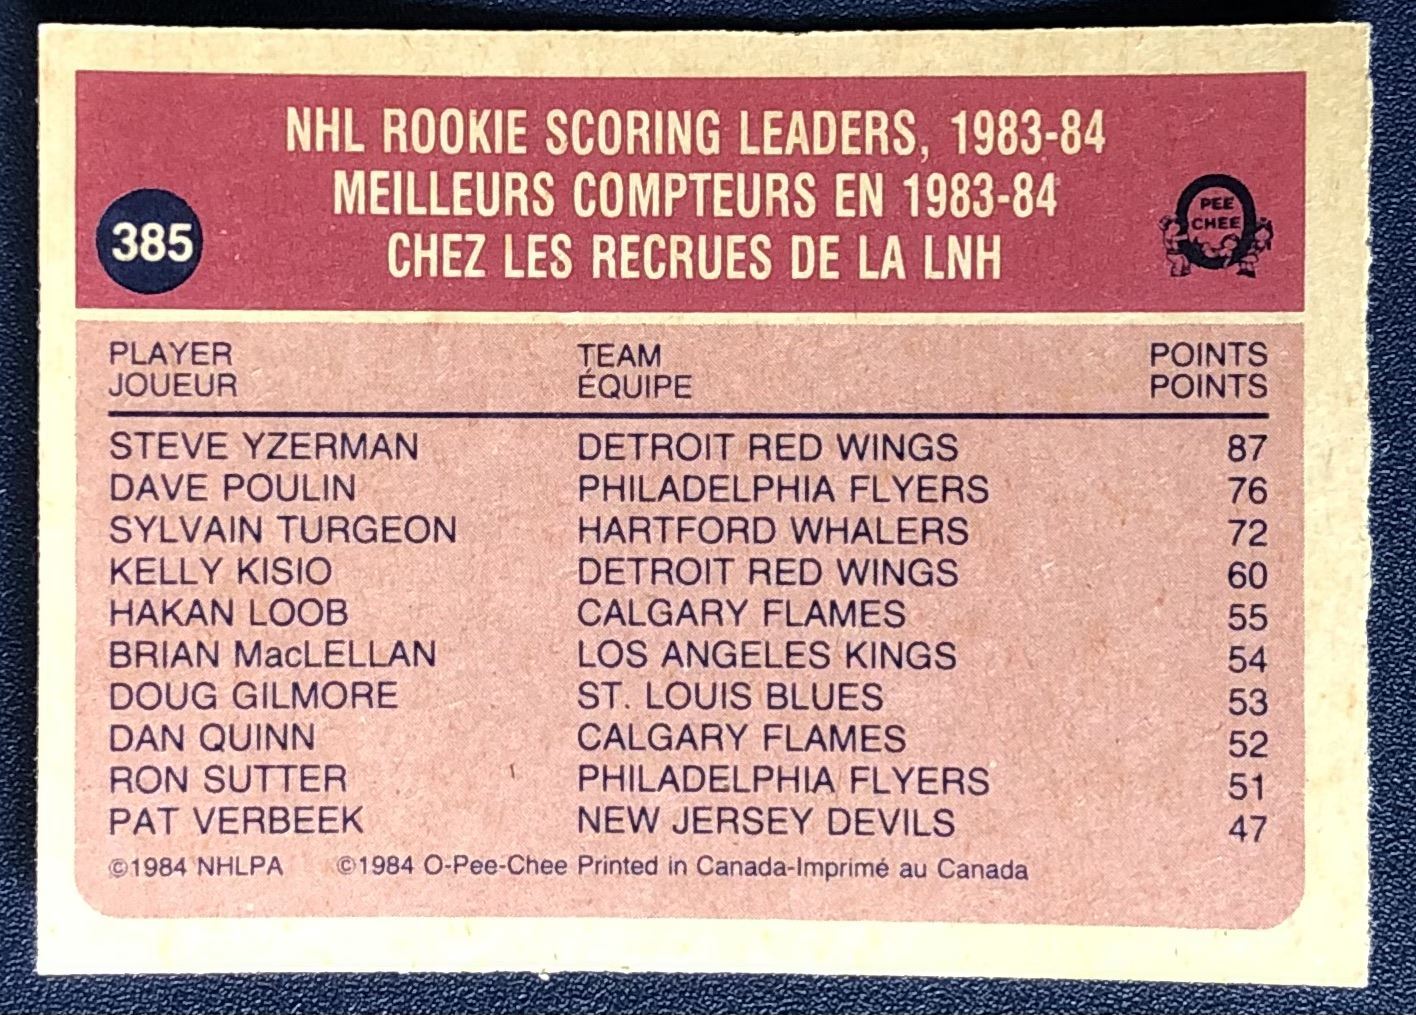 NHL ROOKIE SCORING LEADERS, 1983-84
MEILLEURS COMPTEURS EN 1983-84
CHEZ LES RECRUES DE LA LNH
385
PEE
CHEE
PLAYER TEAM POINTS
JOUEUR ÉQUIPE POINTS
STEVE YZERMAN DETROIT RED WINGS 87
DAVE POULIN PHILADELPHIA FLYERS 76
SYLVAIN TURGEON HARTFORD WHALERS 72
KELLY KISIO DETROIT RED WINGS 60
HAKAN LOOB CALGARY FLAMES 55
BRIAN MacLELLAN LOS ANGELES KINGS 54
DOUG GILMORE ST. LOUIS BLUES 53
DAN QUINN CALGARY FLAMES 52
RON SUTTER PHILADELPHIA FLYERS 51
PAT VERBEEK NEW JERSEY DEVILS 47
©1984 NHLPA ©1984 O-Pee-Chee Printed in Canada-Imprimé au Canada